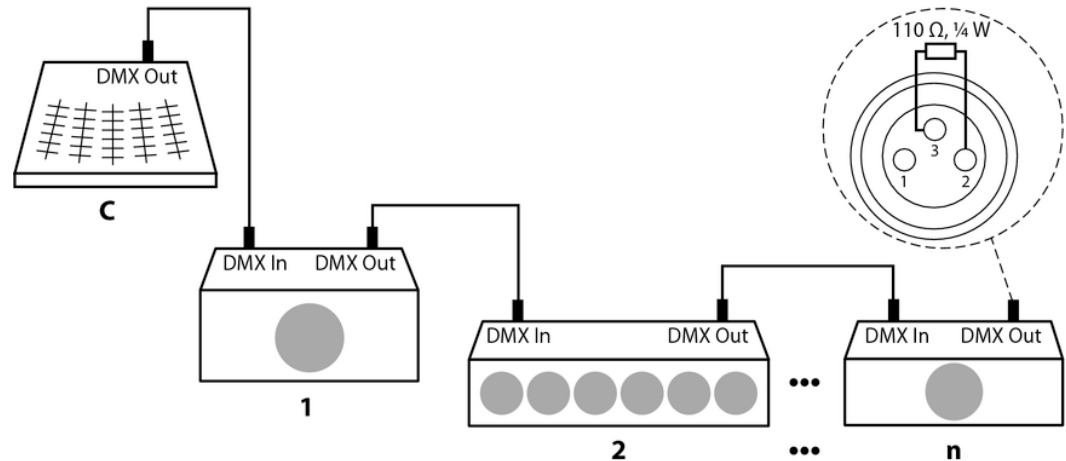 110 Ω, ¼ W
DMX Out
3
1
2
C
DMX In
DMX Out
1
DMX In
DMX Out
2
•••
•••
DMX In
DMX Out
n